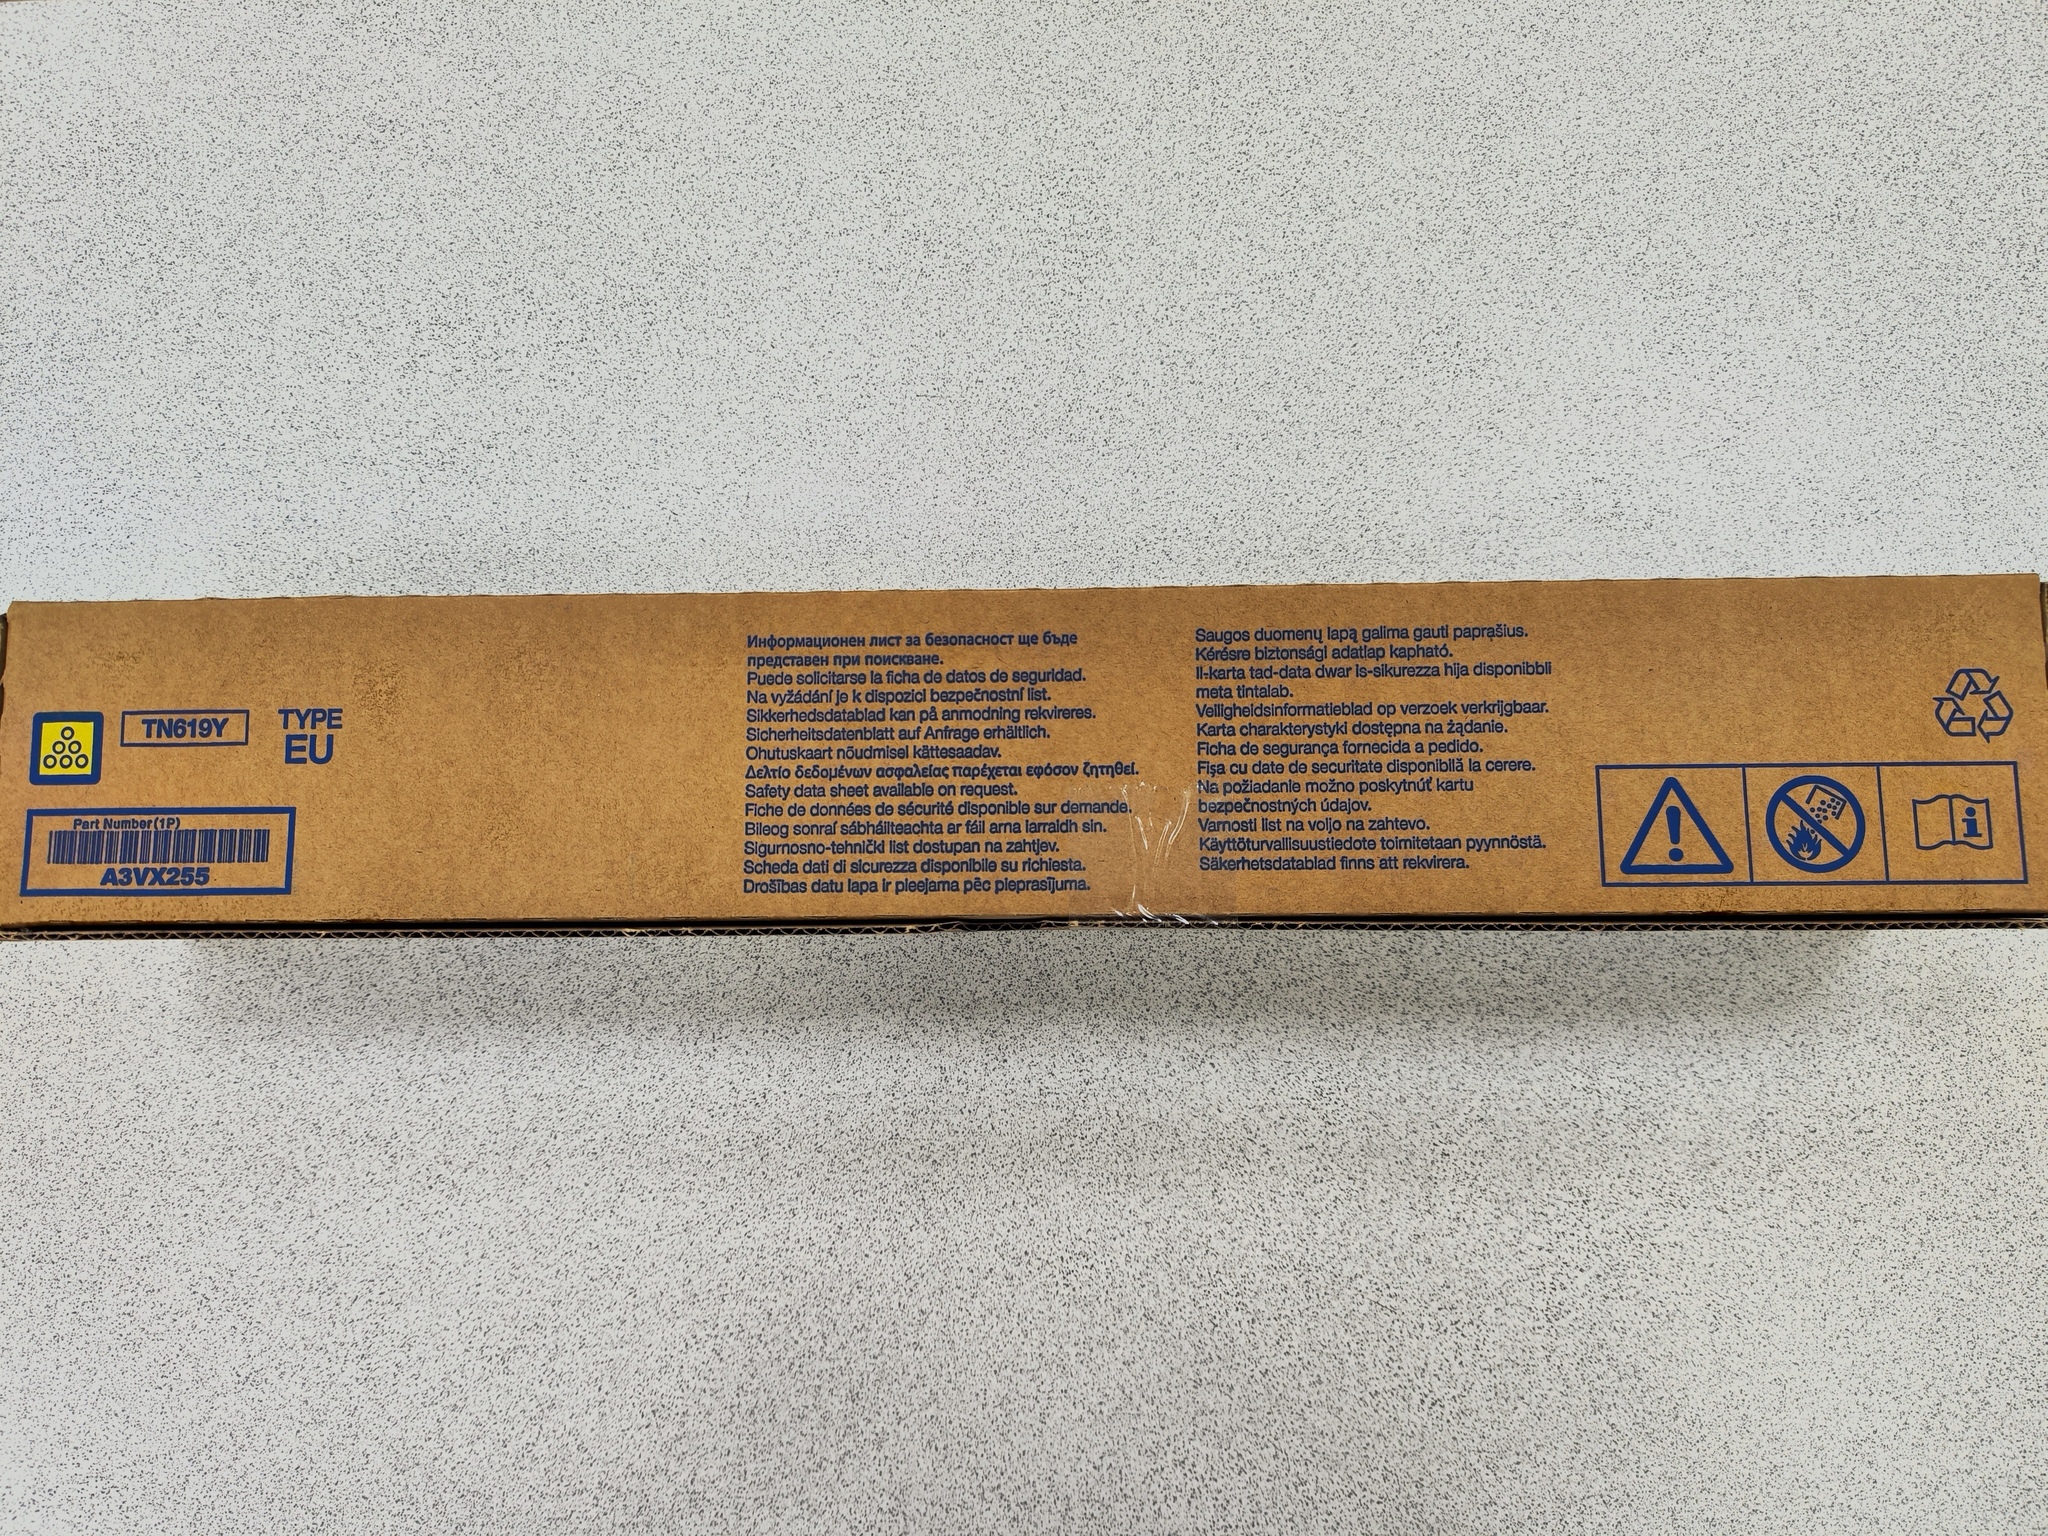 TN619Y
TYPE
EU
Part Number(1P)
A3VX255
Информационен лист за безопасност ще бъде
представен при поискване.
Puede solicitarse la ficha de datos de seguridad.
Na vyžádání je k dispozici bezpečnostní list.
Sikkerhedsdatablad kan på anmodning rekvireres.
Sicherheitsdatenblatt auf Anfrage erhältlich.
Ohutuskaart nõudmisel kättesaadav.
Δελτίο δεδομένων ασφαλείας παρέχεται εφόσον ζητηθεί.
Safety data sheet available on request.
Fiche de données de sécurité disponible sur demande.
Bileog sonraí sábháilteachta ar fáil arna iarraidh sin.
Sigurnosno-tehnički list dostupan na zahtjev.
Scheda dati di sicurezza disponibile su richiesta.
Drošības datu lapa ir pieejama pēc pieprasījuma.
Saugos duomenų lapą galima gauti paprašius.
Kérésre biztonsági adatlap kapható.
Il-karta tad-data dwar is-sikurezza hija disponibbli
meta tintalab.
Veiligheidsinformatieblad op verzoek verkrijgbaar.
Karta charakterystyki dostępna na żądanie.
Ficha de segurança fornecida a pedido.
Fişa cu date de securitate disponibilă la cerere.
Na požiadanie možno poskytnúť kartu
bezpečnostných údajov.
Varnosti list na voljo na zahtevo.
Käyttöturvallisuustiedote toimitetaan pyynnöstä.
Säkerhetsdatablad finns att rekvirera.